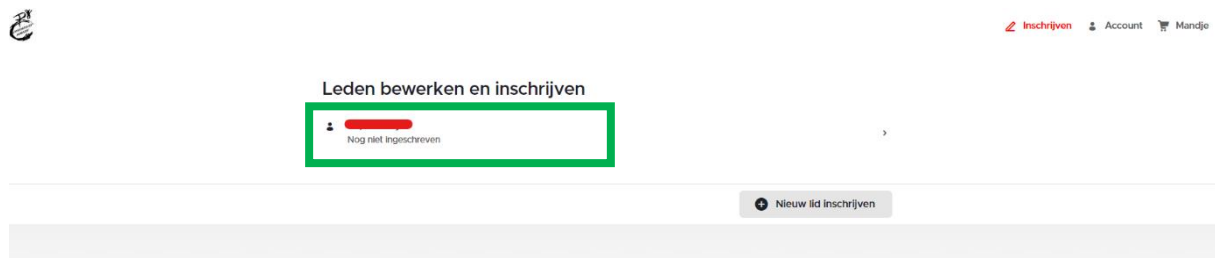 Inschrijven Account Mandje
Leden bewerken en inschrijven
Nog niet ingeschreven
Nieuw lid inschrijven